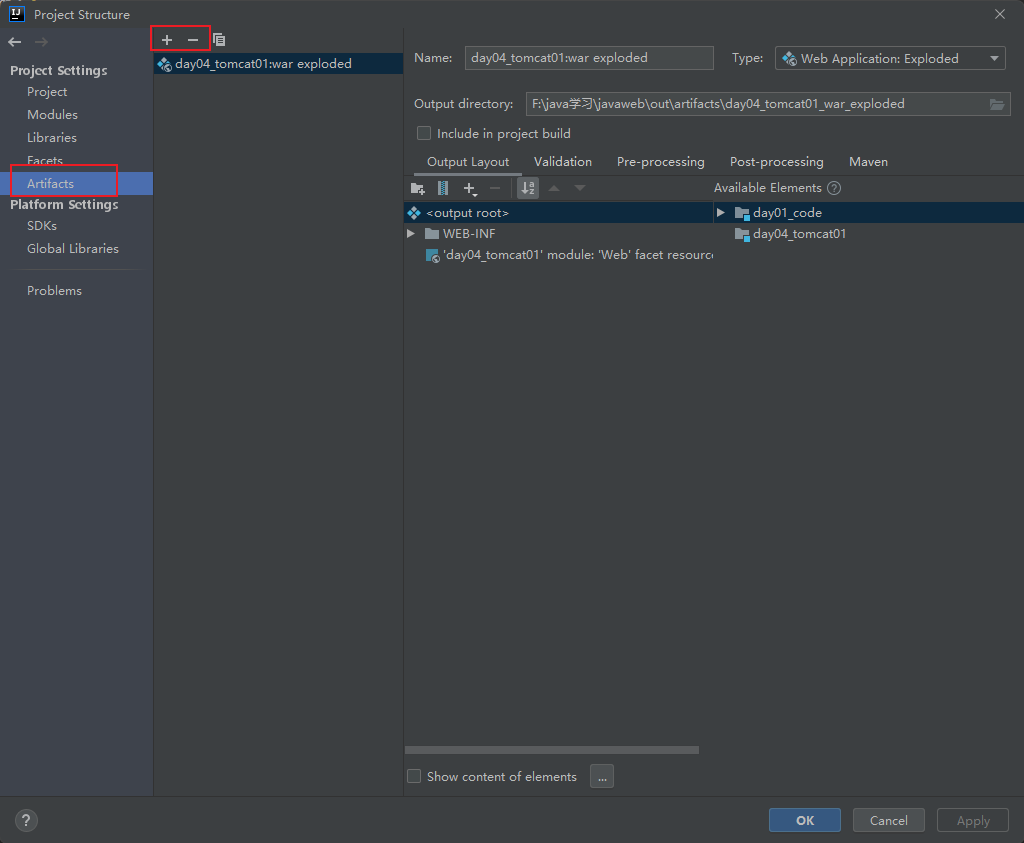 Project Structure
Project Settings
Project
Modules
Libraries
Facets
Artifacts
Platform Settings
SDKs
Global Libraries
Problems
day04_tomcat01:war exploded
Name: day04_tomcat01:war exploded Type: Web Application: Exploded
Output directory: F:\java学习\javaweb\out\artifacts\day04_tomcat01_war_exploded
Include in project build
Output Layout Validation Pre-processing Post-processing Maven
Available Elements ?
<output root>
WEB-INF
'day04_tomcat01' module: 'Web' facet resourc
day01_code
day04_tomcat01
Show content of elements ...
? OK Cancel Apply